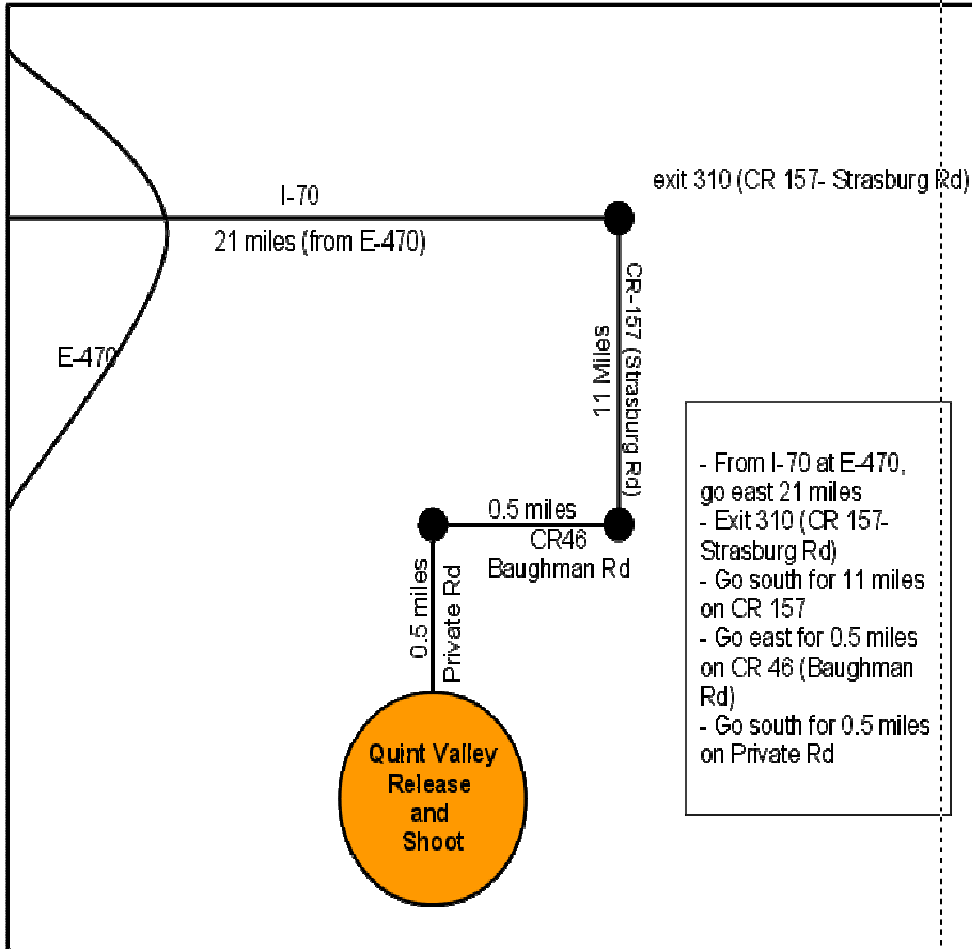 exit 310 (CR 157- Strasburg Rd)
I-70
21 miles (from E-470)
E-470
CR-157 (Strasburg Rd)
11 Miles
0.5 miles
CR46
Baughman Rd
0.5 miles
Private Rd
Quint Valley
Release
and
Shoot
- From I-70 at E-470,
go east 21 miles
- Exit 310 (CR 157-
Strasburg Rd)
- Go south for 11 miles
on CR 157
- Go east for 0.5 miles
on CR 46 (Baughman
Rd)
- Go south for 0.5 miles
on Private Rd